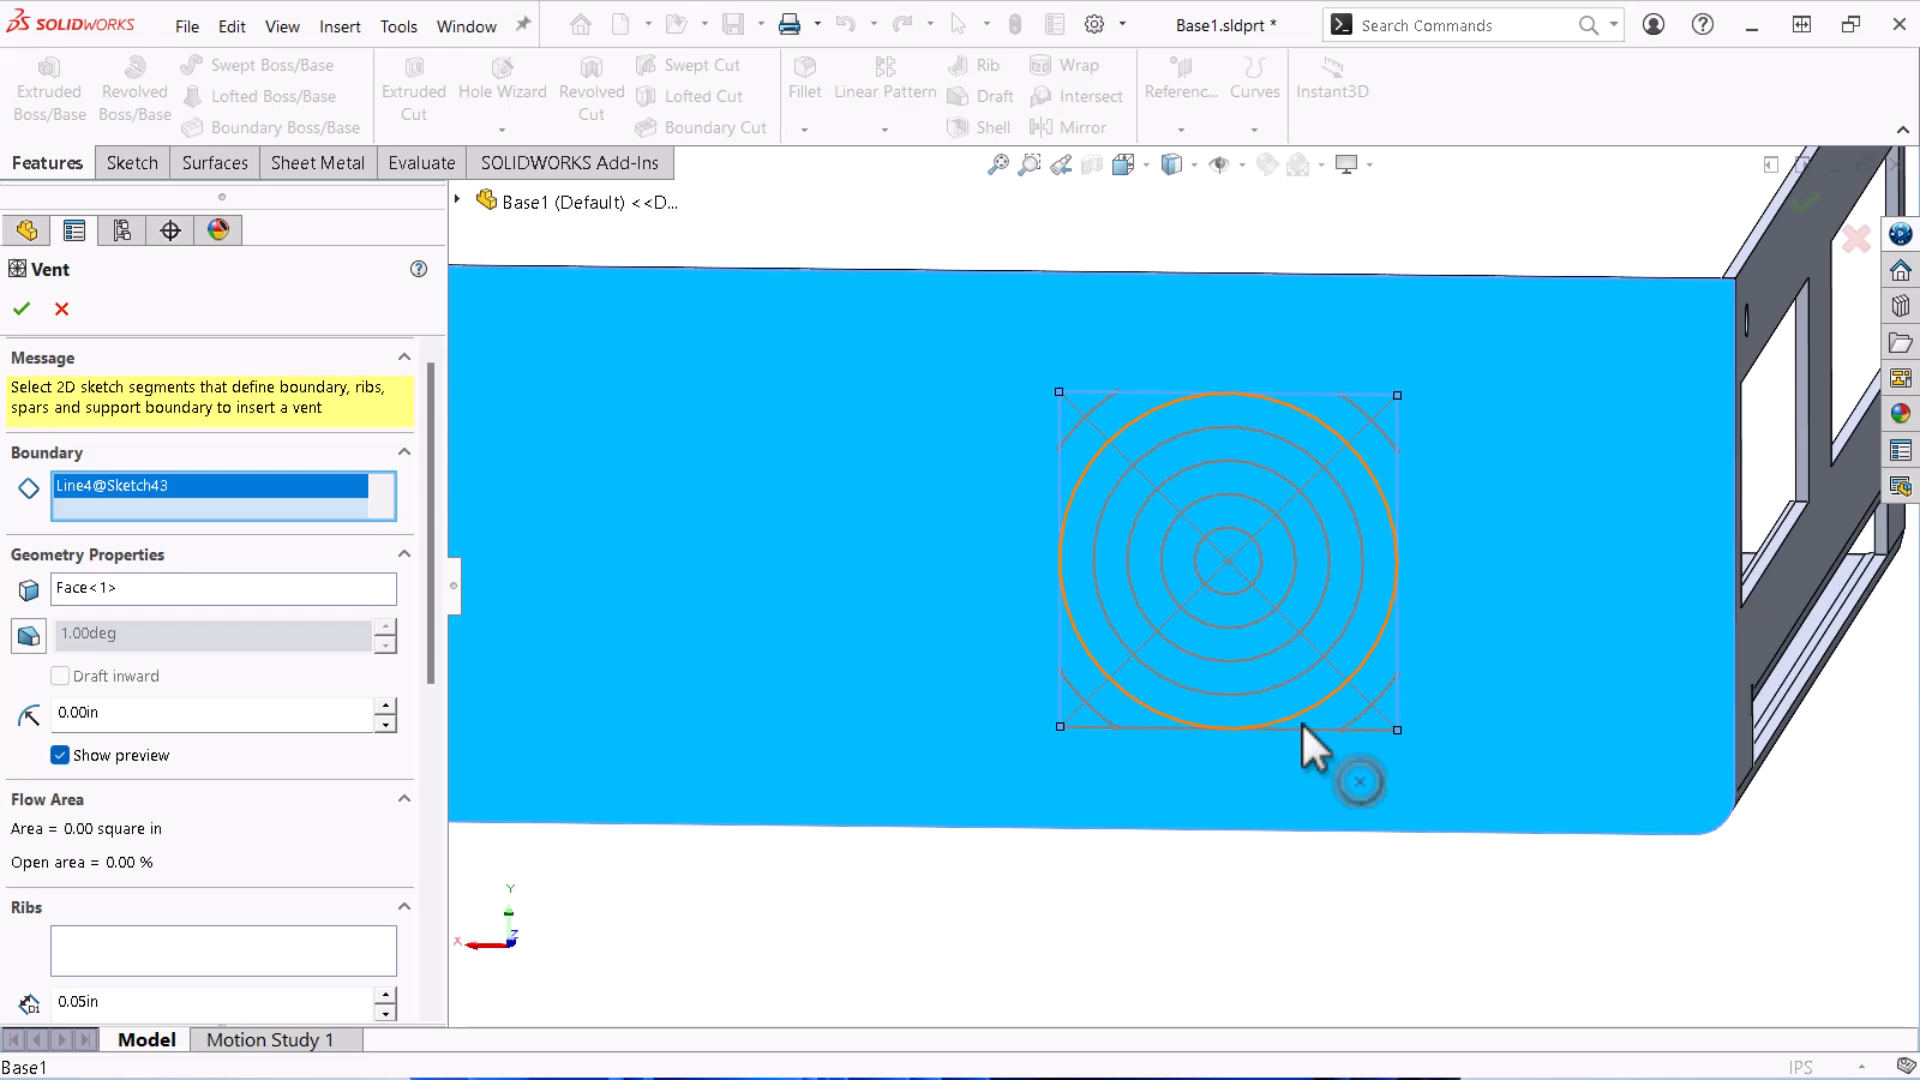 SOLIDWORKS
File Edit View Insert Tools Window
Base1.sldprt *
Search Commands
Extruded Boss/Base
Revolved Boss/Base
Swept Boss/Base
Lofted Boss/Base
Boundary Boss/Base
Extruded Cut
Hole Wizard
Revolved Cut
Swept Cut
Lofted Cut
Boundary Cut
Fillet
Linear Pattern
Rib
Draft
Shell
Wrap
Intersect
Mirror
Referenc...
Curves
Instant3D
Features Sketch Surfaces Sheet Metal Evaluate SOLIDWORKS Add-Ins
Base1 (Default) <<D...
Vent
Message
Select 2D sketch segments that define boundary, ribs,
spars and support boundary to insert a vent
Boundary
Line4@Sketch43
Geometry Properties
Face<1>
1.00deg
Draft inward
0.00in
Show preview
Flow Area
Area = 0.00 square in
Open area = 0.00 %
Ribs
D1
0.05in
Y
X
Z
Model Motion Study 1
Base1
IPS